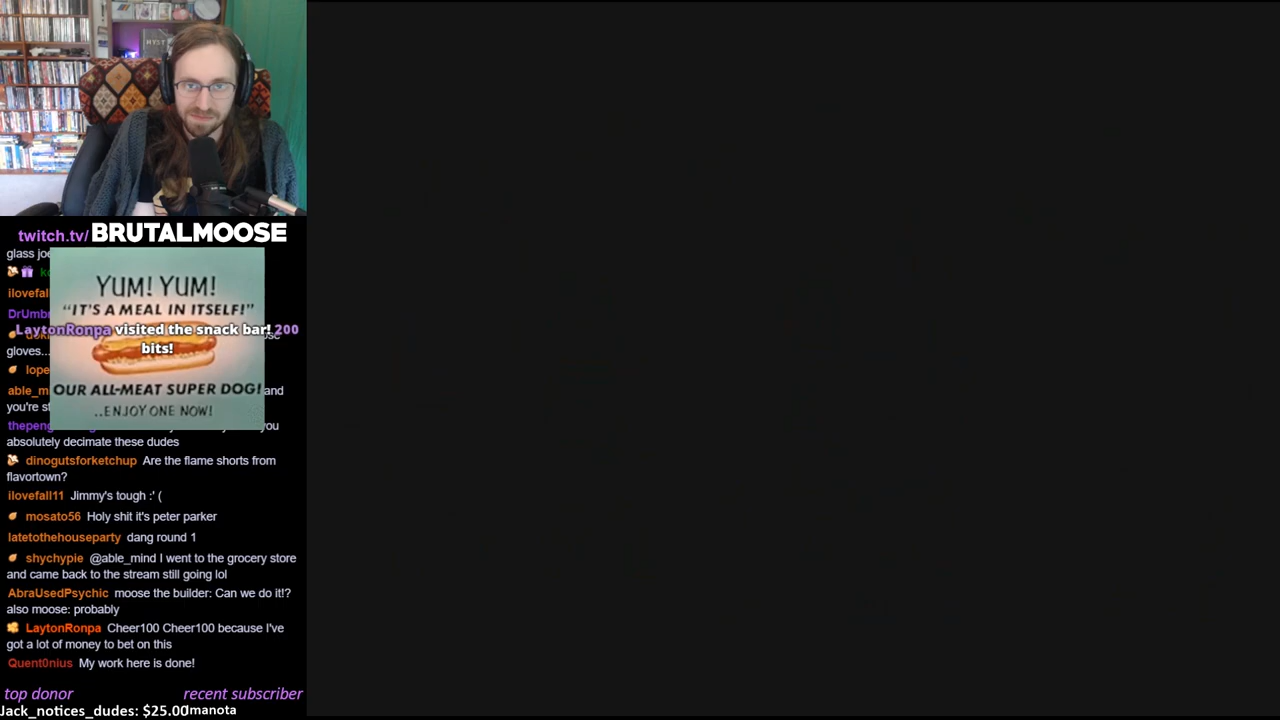 MYST
twitch.tv/BRUTALMOOSE
glass joe
YUM! YUM!
"IT'S A MEAL IN ITSELF!"
LaytonRonpa visited the snack bar! 200
bits!
OUR ALL-MEAT SUPER DOG!
..ENJOY ONE NOW!
ilovefal
DrUmb
gloves...
lope
able_m and
you're st
thepen you
absolutely decimate these dudes
dinogutsforketchup Are the flame shorts from
flavortown?
ilovefall11 Jimmy's tough :' (
mosato56 Holy shit it's peter parker
latetothehouseparty dang round 1
shychypie @able_mind I went to the grocery store
and came back to the stream still going lol
AbraUsedPsychic moose the builder: Can we do it!?
also moose: probably
LaytonRonpa Cheer100 Cheer100 because I've
got a lot of money to bet on this
Quent0nius My work here is done!
top donor recent subscriber
Jack_notices_dudes: $25.00 manota